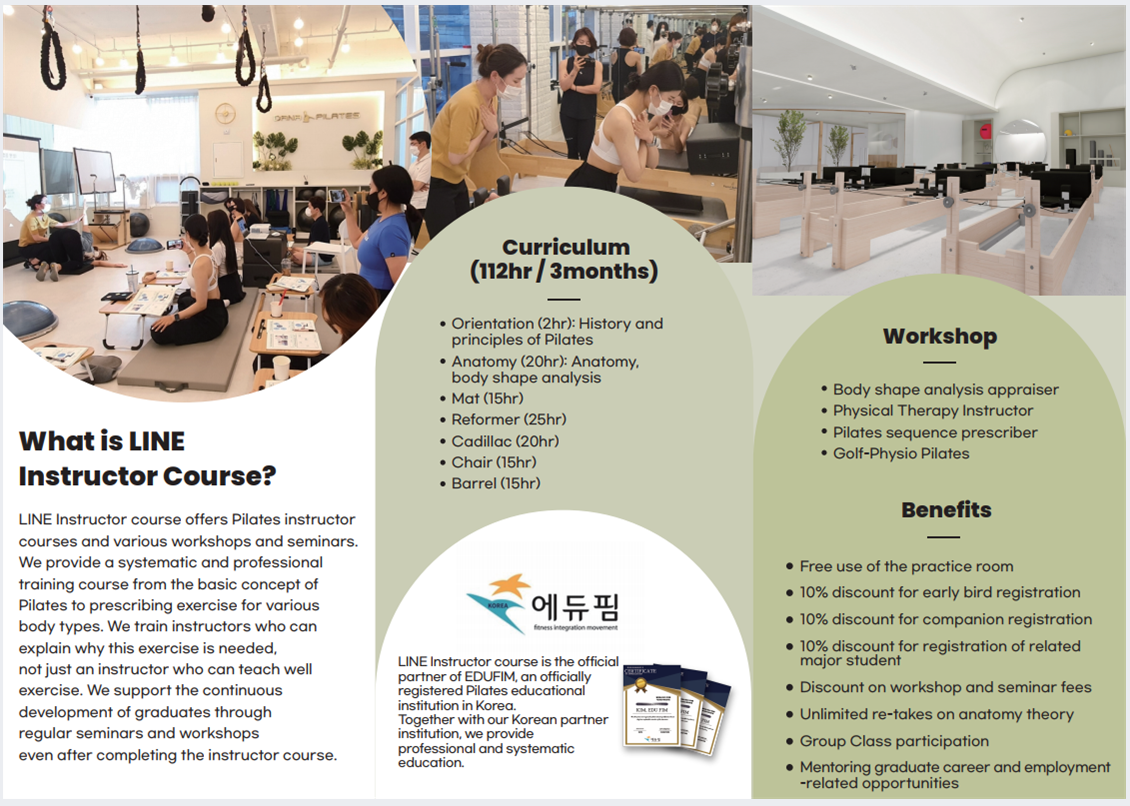 What is LINE
Instructor Course?
LINE Instructor course offers Pilates instructor
courses and various workshops and seminars.
We provide a systematic and professional
training course from the basic concept of
Pilates to prescribing exercise for various
body types. We train instructors who can
explain why this exercise is needed,
not just an instructor who can teach well
exercise. We support the continuous
development of graduates through
regular seminars and workshops
even after completing the instructor course.
Curriculum
(112hr / 3months)
• Orientation (2hr): History and
principles of Pilates
• Anatomy (20hr): Anatomy,
body shape analysis
• Mat (15hr)
• Reformer (25hr)
• Cadillac (20hr)
• Chair (15hr)
• Barrel (15hr)
KOREA
에듀핌
fitness integration movement
LINE Instructor course is the official
partner of EDUFIM, an officially
registered Pilates educational
institution in Korea.
Together with our Korean partner
institution, we provide
professional and systematic
education.
CERTIFICATE
KIM, EDU FIM
Workshop
• Body shape analysis appraiser
• Physical Therapy Instructor
• Pilates sequence prescriber
• Golf-Physio Pilates
Benefits
• Free use of the practice room
• 10% discount for early bird registration
• 10% discount for companion registration
• 10% discount for registration of related
major student
• Discount on workshop and seminar fees
• Unlimited re-takes on anatomy theory
• Group Class participation
• Mentoring graduate career and employment
-related opportunities